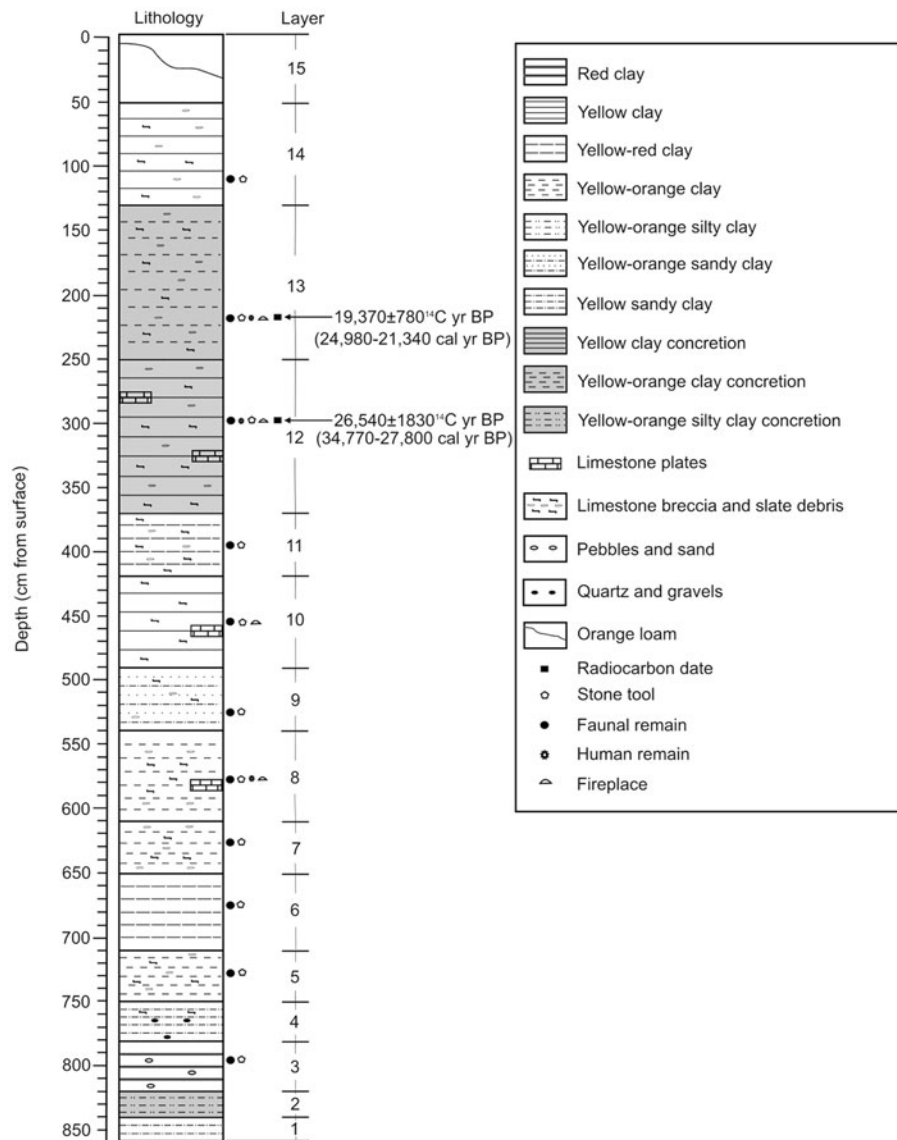 Lithology Layer
0
50
100
150
200
250
300
350
400
450
500
550
600
650
700
750
800
850
Depth (cm from surface)
15
14
13
12
11
10
9
8
7
6
5
4
3
2
1
19,370±780¹⁴C yr BP
(24,980-21,340 cal yr BP)
26,540±1830¹⁴C yr BP
(34,770-27,800 cal yr BP)
Red clay
Yellow clay
Yellow-red clay
Yellow-orange clay
Yellow-orange silty clay
Yellow-orange sandy clay
Yellow sandy clay
Yellow clay concretion
Yellow-orange clay concretion
Yellow-orange silty clay concretion
Limestone plates
Limestone breccia and slate debris
Pebbles and sand
Quartz and gravels
Orange loam
Radiocarbon date
Stone tool
Faunal remain
Human remain
Fireplace